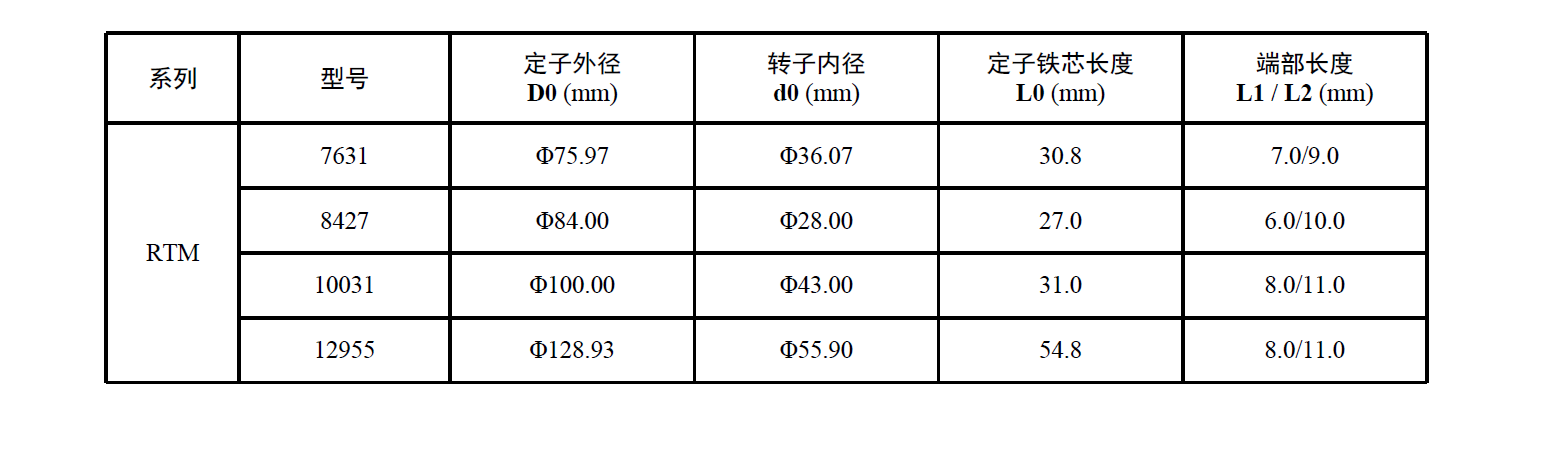 系列 型号 定子外径 D0 (mm) 转子内径 d0 (mm) 定子铁芯长度 L0 (mm) 端部长度 L1 / L2 (mm)
RTM 7631 Φ75.97 Φ36.07 30.8 7.0/9.0
8427 Φ84.00 Φ28.00 27.0 6.0/10.0
10031 Φ100.00 Φ43.00 31.0 8.0/11.0
12955 Φ128.93 Φ55.90 54.8 8.0/11.0